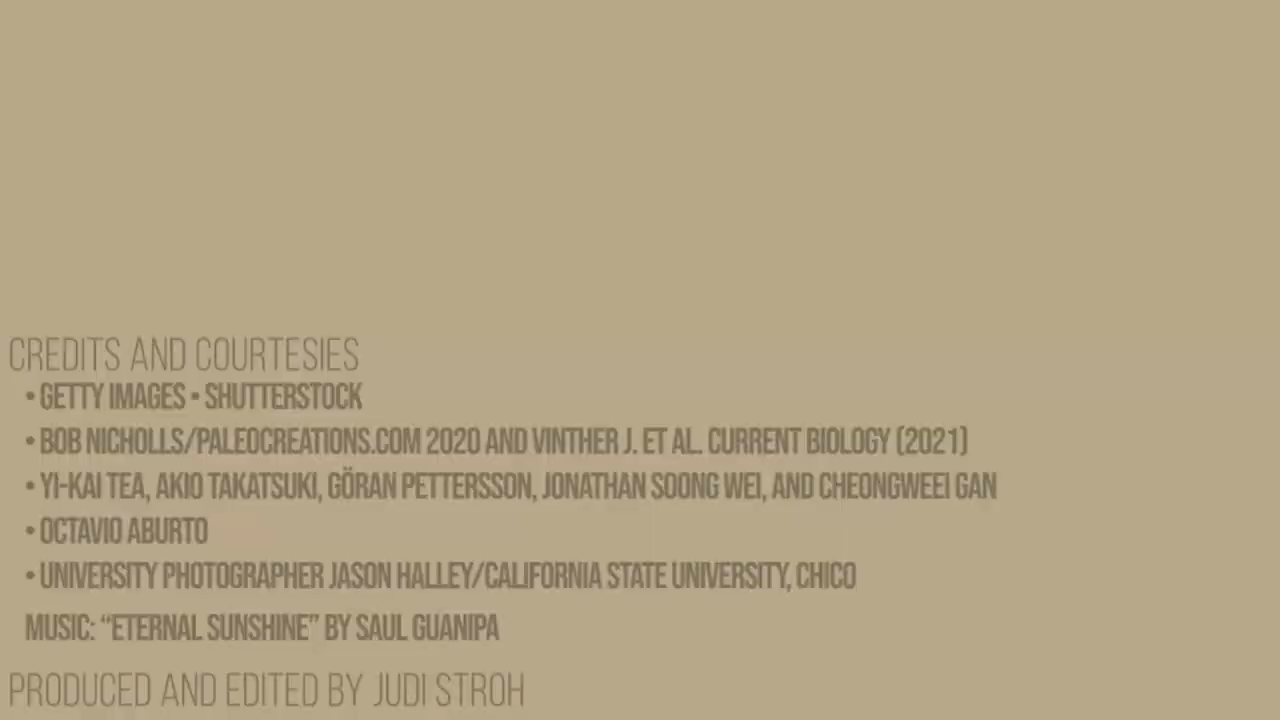 CREDITS AND COURTESIES
• GETTY IMAGES • SHUTTERSTOCK
• BOB NICHOLLS/PALEOCREATIONS.COM 2020 AND VINTHER J. ET AL. CURRENT BIOLOGY (2021)
• YI-KAI TEA, AKIO TAKATSUKI, GÖRAN PETTERSSON, JONATHAN SOONG WEI, AND CHEONGWEEI GAN
• OCTAVIO ABURTO
• UNIVERSITY PHOTOGRAPHER JASON HALLEY/CALIFORNIA STATE UNIVERSITY, CHICO
MUSIC: “ETERNAL SUNSHINE” BY SAUL GUANIPA
PRODUCED AND EDITED BY JUDI STROH